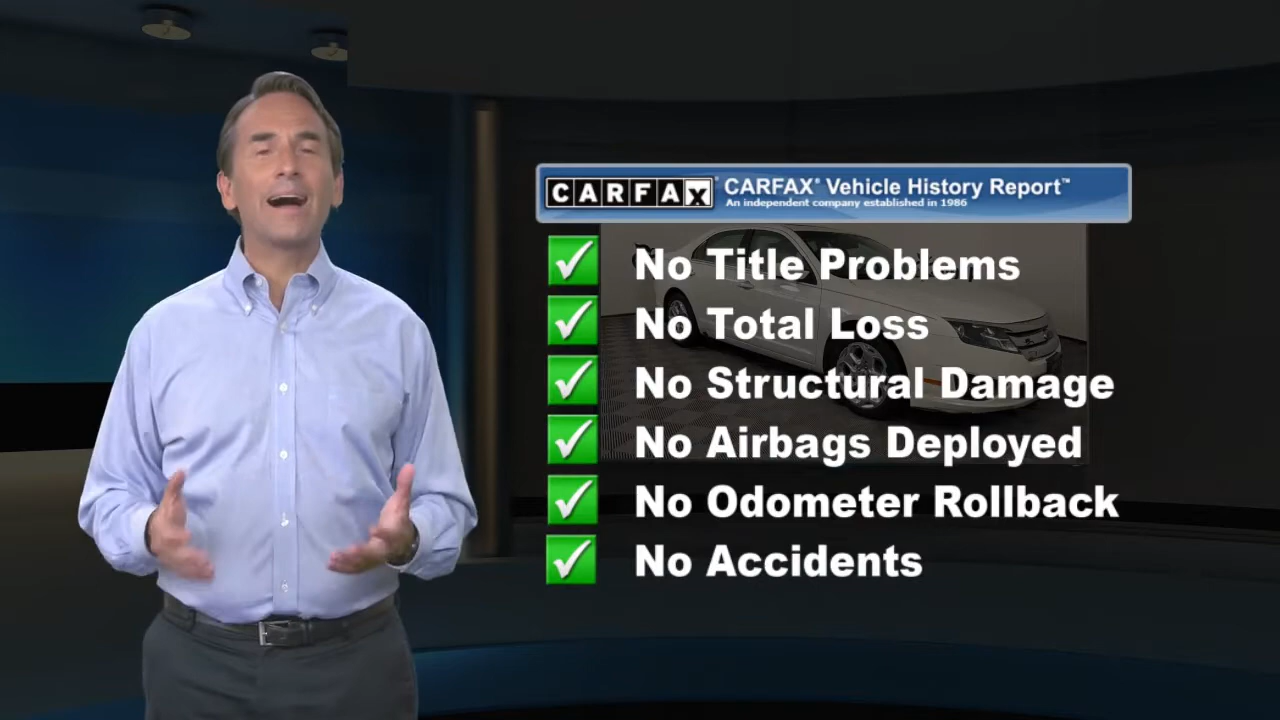 CARFAX® CARFAX® Vehicle History Report™
An independent company established in 1986
No Title Problems
No Total Loss
No Structural Damage
No Airbags Deployed
No Odometer Rollback
No Accidents